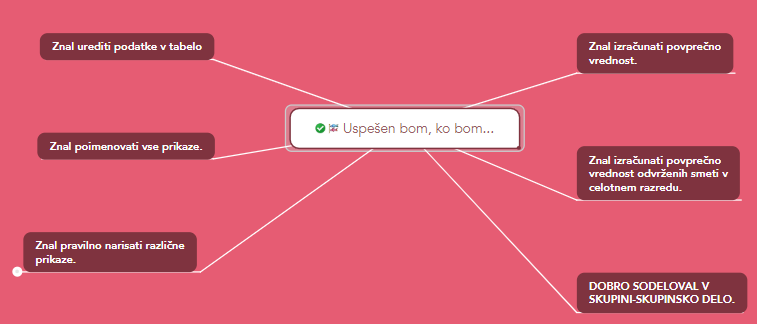 Uspešen bom, ko bom...
Znal urediti podatke v tabelo
Znal poimenovati vse prikaze.
Znal pravilno narisati različne
prikaze.
Znal izračunati povprečno
vrednost.
Znal izračunati povprečno
vrednost odvrženih smeti v
celotnem razredu.
DOBRO SODELOVAL V
SKUPINI-SKUPINSKO DELO.